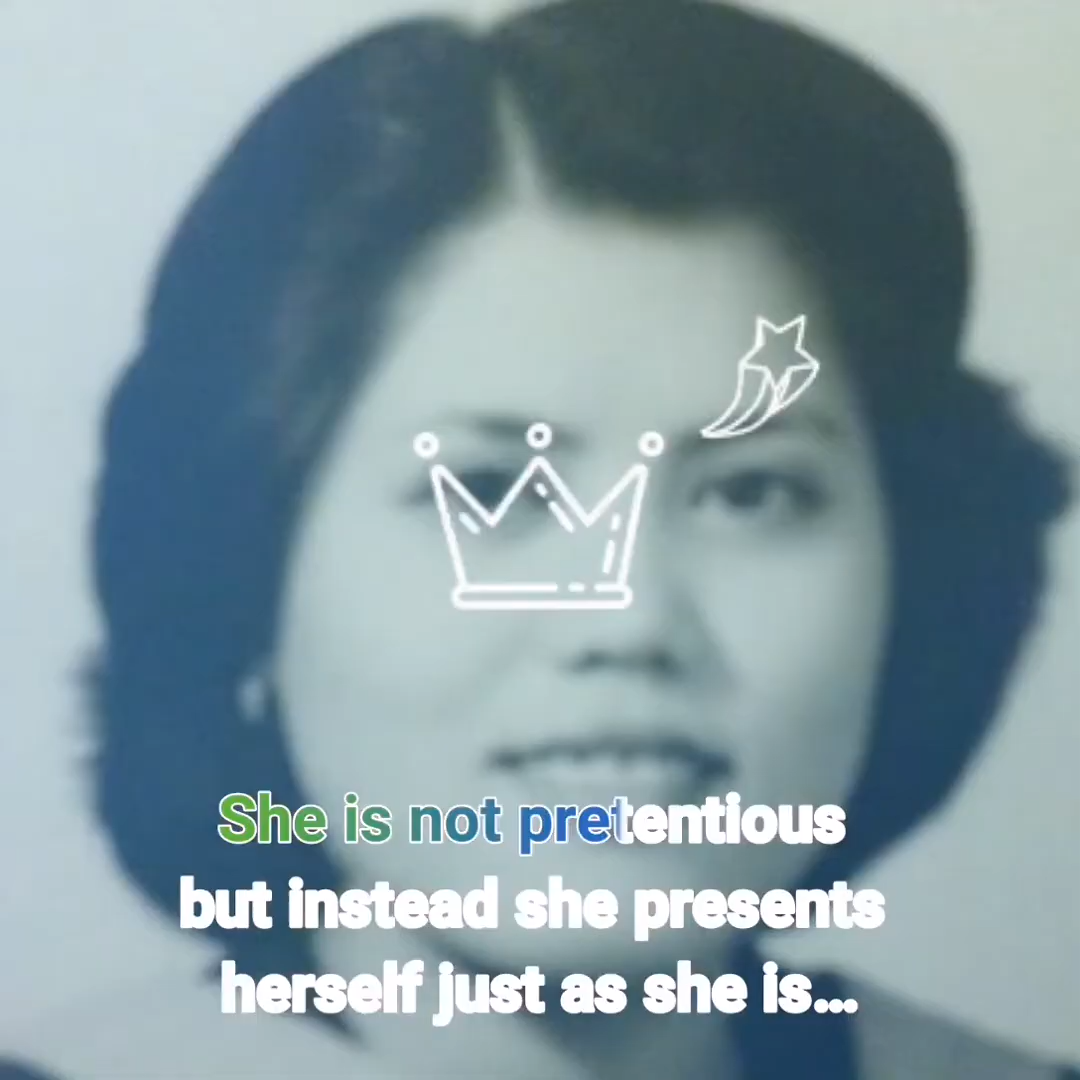 She is not pretentious
but instead she presents
herself just as she is...